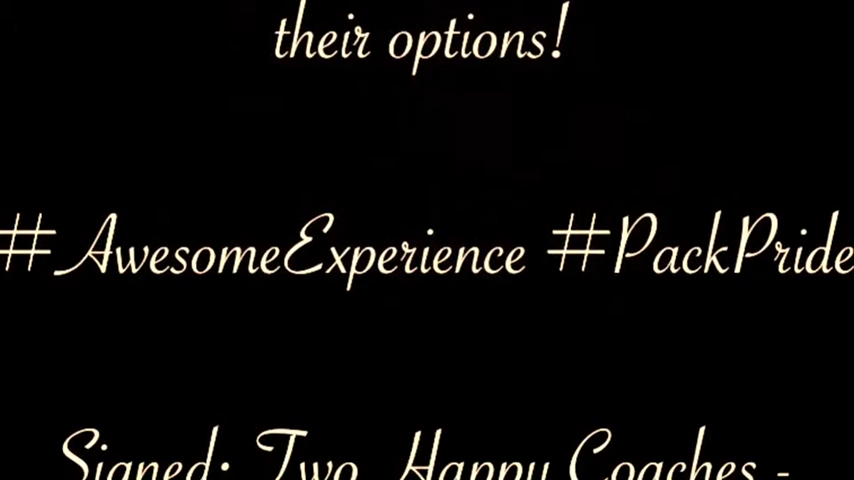 their options!
#AwesomeExperience #PackPride
Signed: Two Happy Coaches -